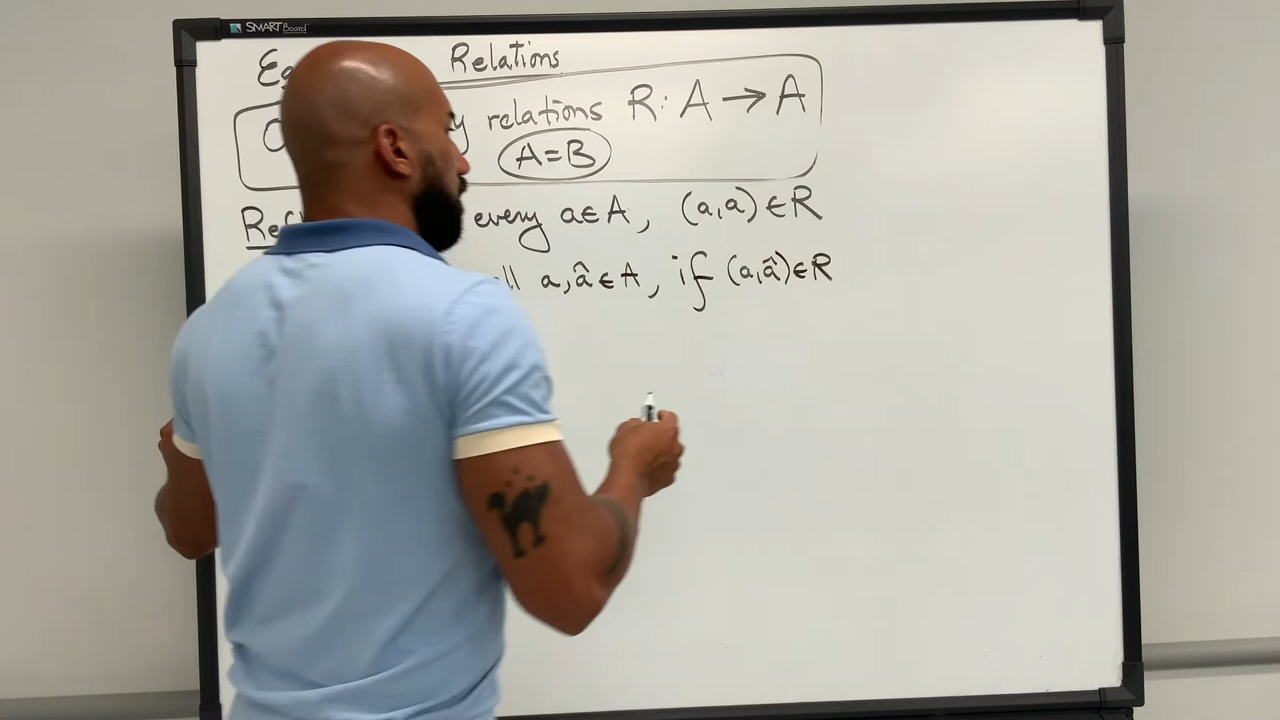 SMART Board
Relations
relations R: A → A
A=B
every a∈A, (a,a)∈R
a,â∈A, if (a,â)∈R